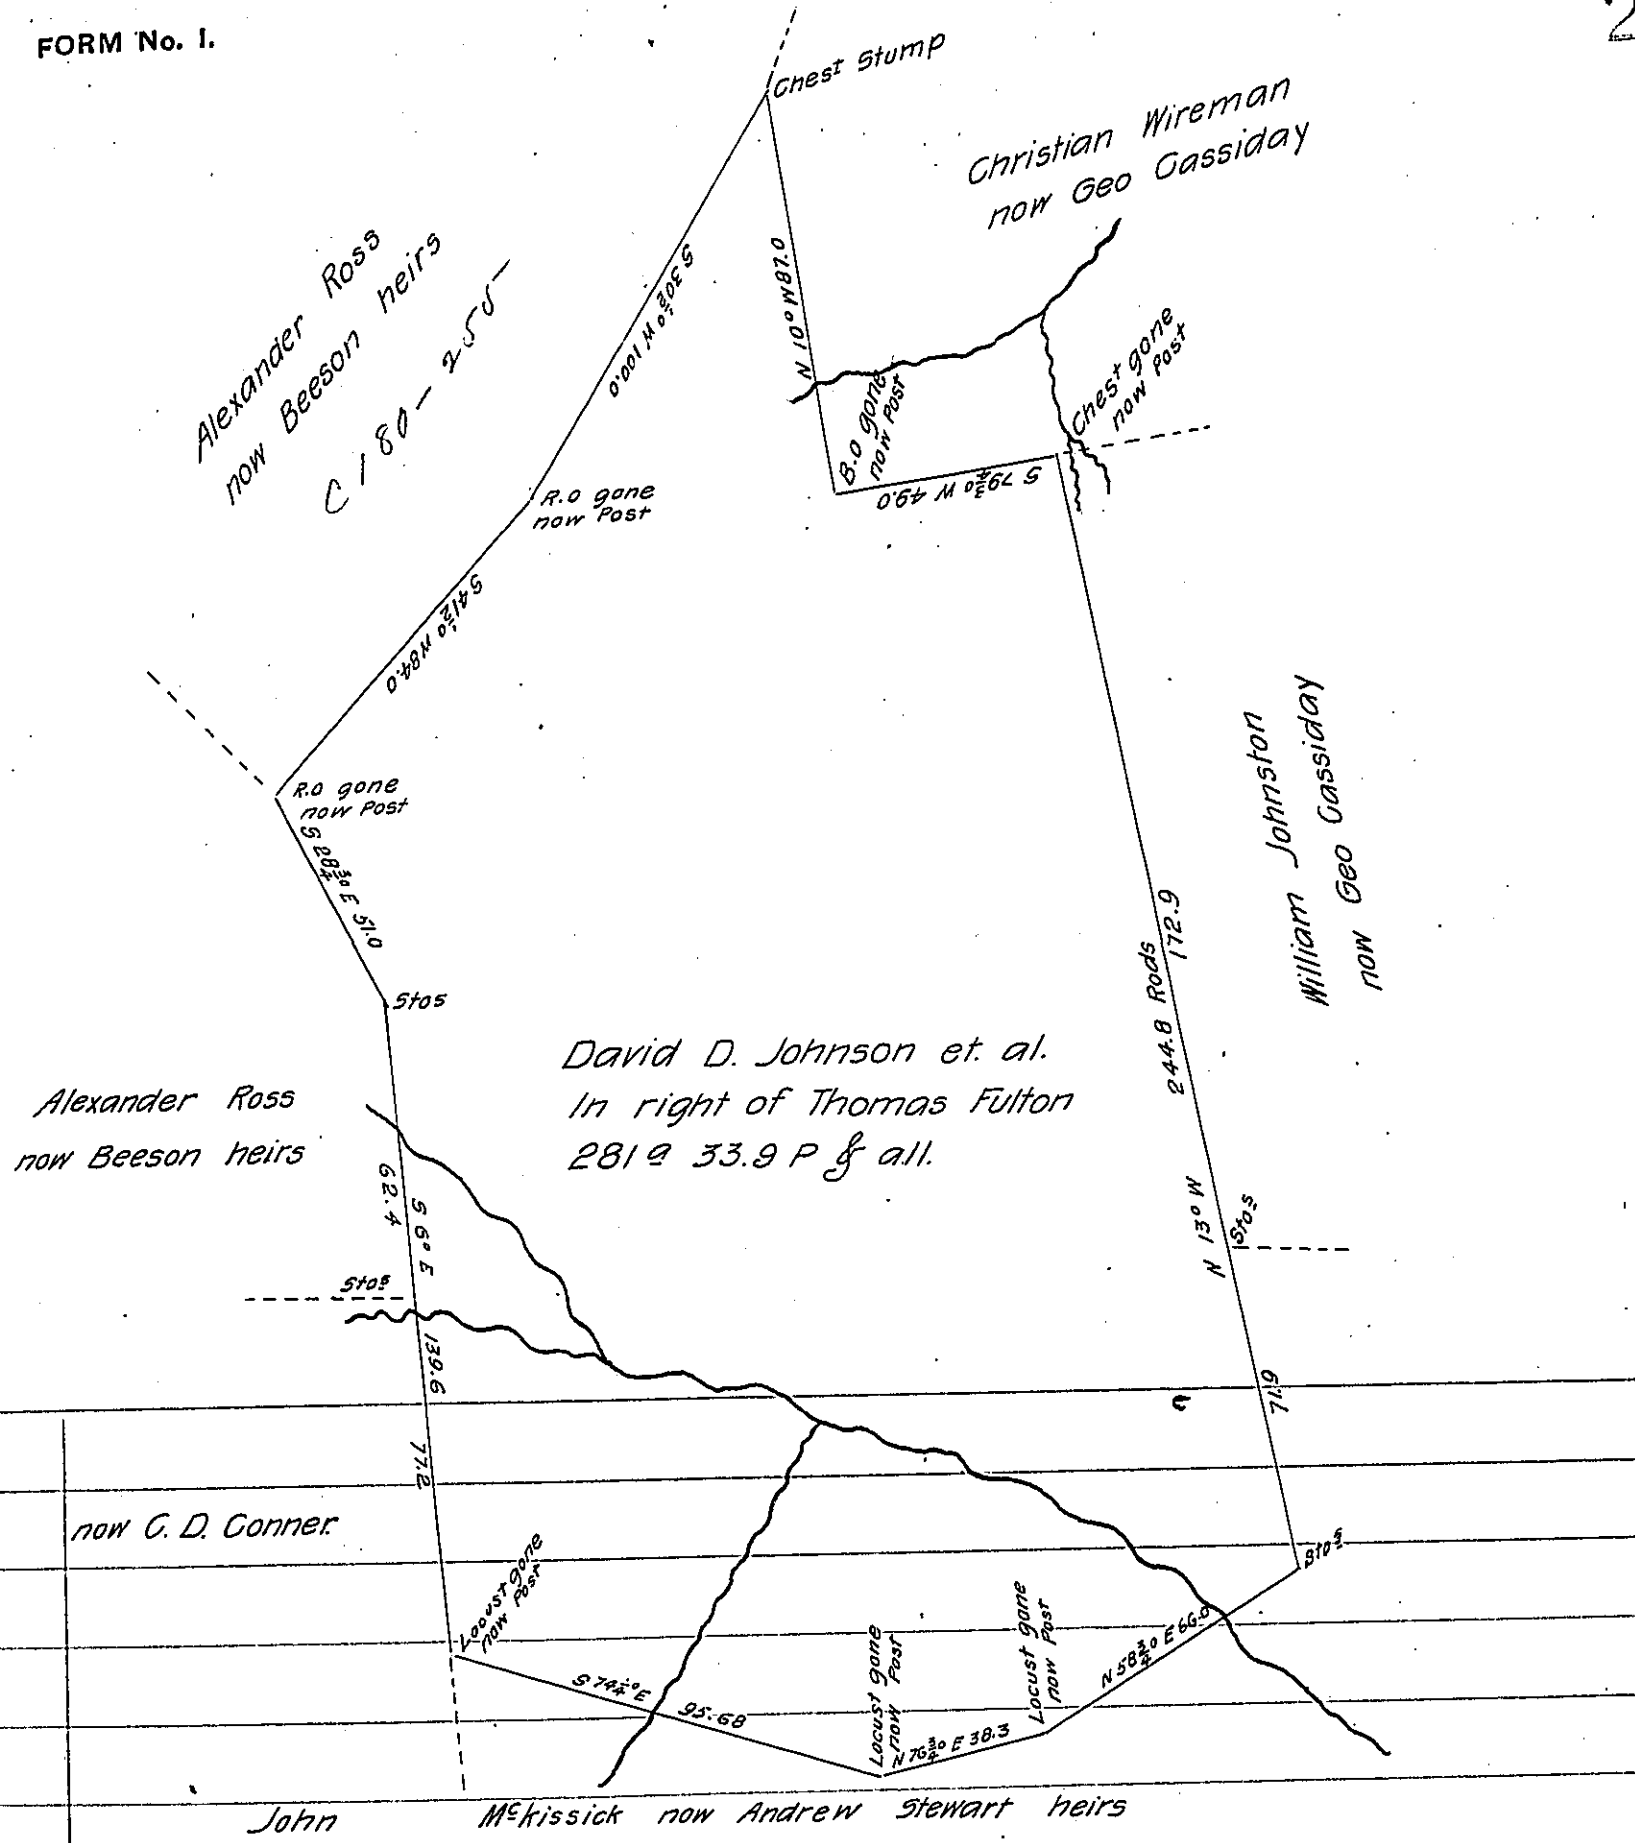 FORM No. 1.
2
Chest Stump
Christian Wireman
now Geo Cassiday
Alexander Ross
now Beeson heirs
C 180 - 255
S 30½° W 100.0
N 10° W 87.0
Chest gone
now Post
B.O gone
now Post
S 79¾° W 49.0
R.O gone
now Post
S 41½° W 84.0
R.O gone
now Post
S 28¾° E 51.0
William Johnston
now Geo Cassiday
172.9
244.8 Rods
Stos
David D. Johnson et. al.
In right of Thomas Fulton
281 a 33.9 P & all.
Alexander Ross
now Beeson heirs
62.4
S 6° E
N 13° W
Stos
Stos
139.6
71.9
77.2
now C. D. Conner
Locust gone
now Post
Stos
S 74¼° E 95.68
Locust gone
now Post
N 76¾° E 38.3
Locust gone
now Post
N 58¾° E 66.0
John McKissick now Andrew Stewart heirs